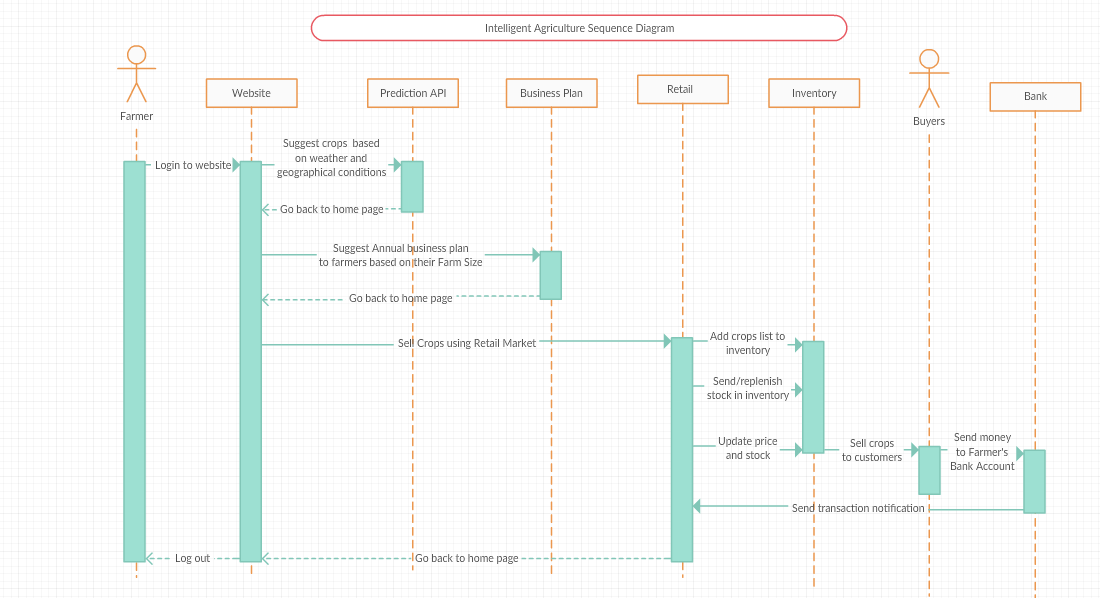 Intelligent Agriculture Sequence Diagram
Farmer
Website
Prediction API
Business Plan
Retail
Inventory
Buyers
Bank
Login to website
Suggest crops based
on weather and
geographical conditions
Go back to home page
Suggest Annual business plan
to farmers based on their Farm Size
Go back to home page
Sell Crops using Retail Market
Add crops list to
inventory
Send/replenish
stock in inventory
Update price
and stock
Sell crops
to customers
Send money
to Farmer's
Bank Account
Send transaction notification
Log out
Go back to home page